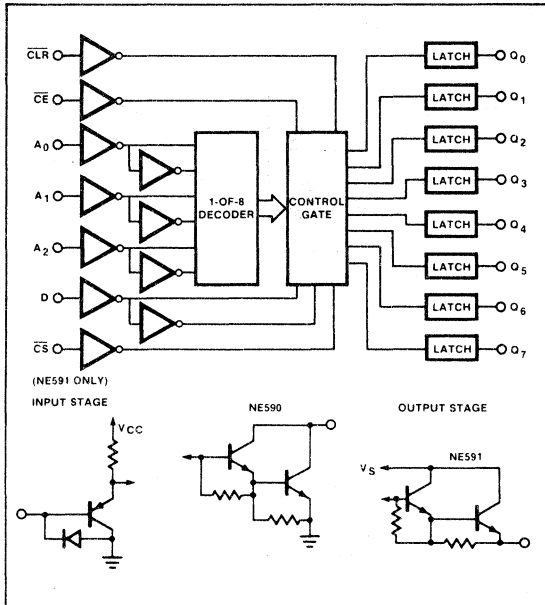 CLR
CE
A0
A1
A2
D
CS
(NE591 ONLY)
1-OF-8
DECODER
CONTROL
GATE
LATCH Q0
LATCH Q1
LATCH Q2
LATCH Q3
LATCH Q4
LATCH Q5
LATCH Q6
LATCH Q7
INPUT STAGE
VCC
NE590
OUTPUT STAGE
NE591
VS